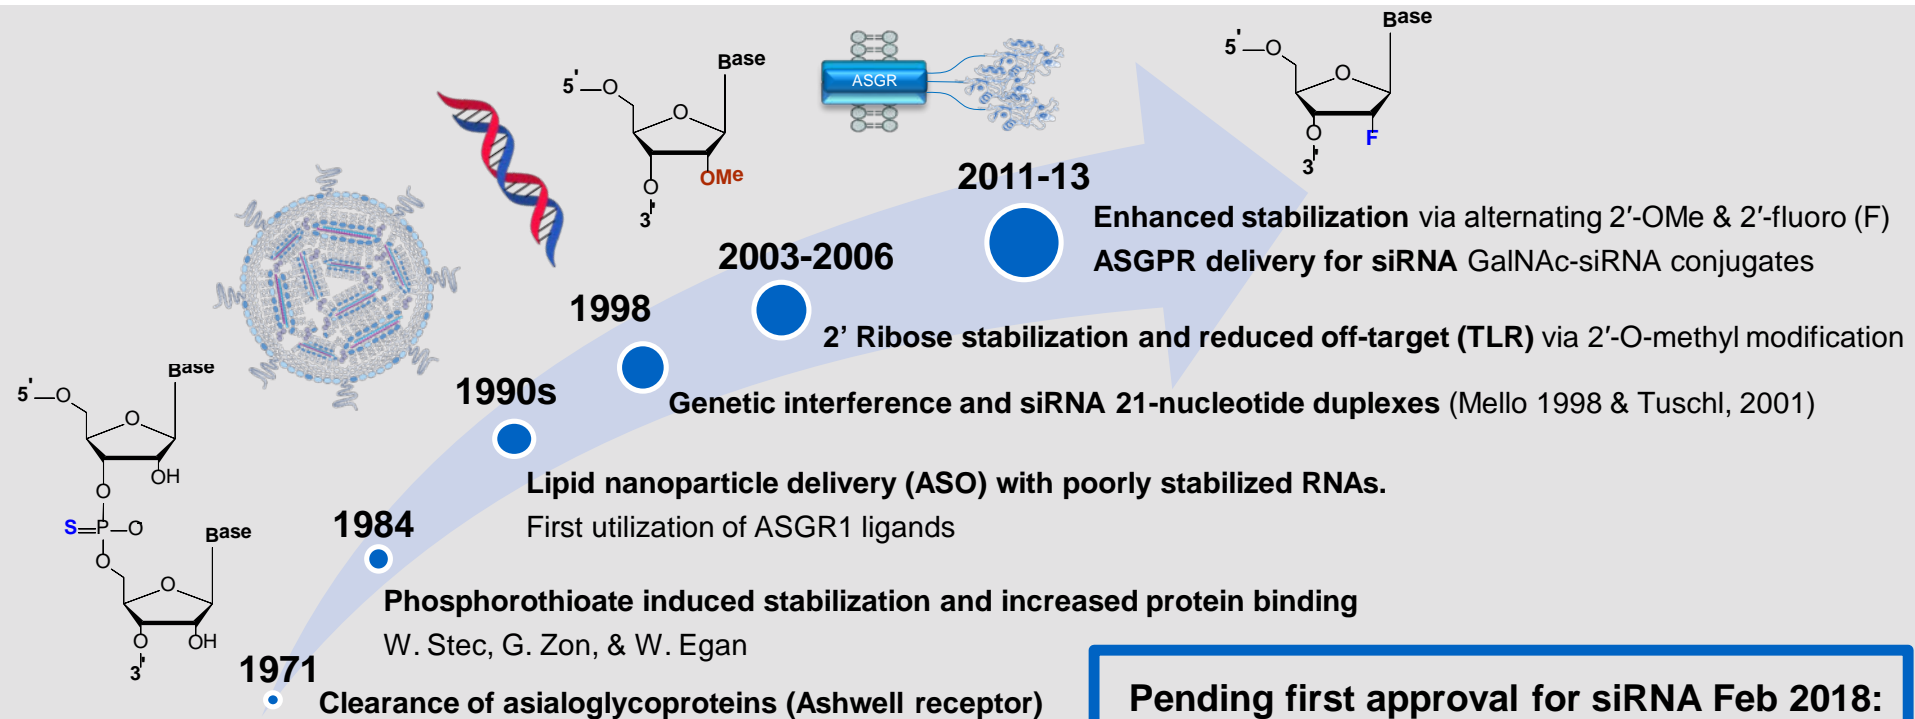 Base
5'
O
O
O
3'
F
Base
5'
O
O
O
3'
OMe
ASGR
2011-13
Enhanced stabilization via alternating 2′-OMe & 2′-fluoro (F)
ASGPR delivery for siRNA GalNAc-siRNA conjugates
2003-2006
2’ Ribose stabilization and reduced off-target (TLR) via 2′-O-methyl modification
1998
Genetic interference and siRNA 21-nucleotide duplexes (Mello 1998 & Tuschl, 2001)
1990s
Lipid nanoparticle delivery (ASO) with poorly stabilized RNAs.
First utilization of ASGR1 ligands
Base
5'
O
O
OH
O
S=P—O
O
Base
O
O
OH
3'
1984
Phosphorothioate induced stabilization and increased protein binding
W. Stec, G. Zon, & W. Egan
1971
Clearance of asialoglycoproteins (Ashwell receptor)
Pending first approval for siRNA Feb 2018: